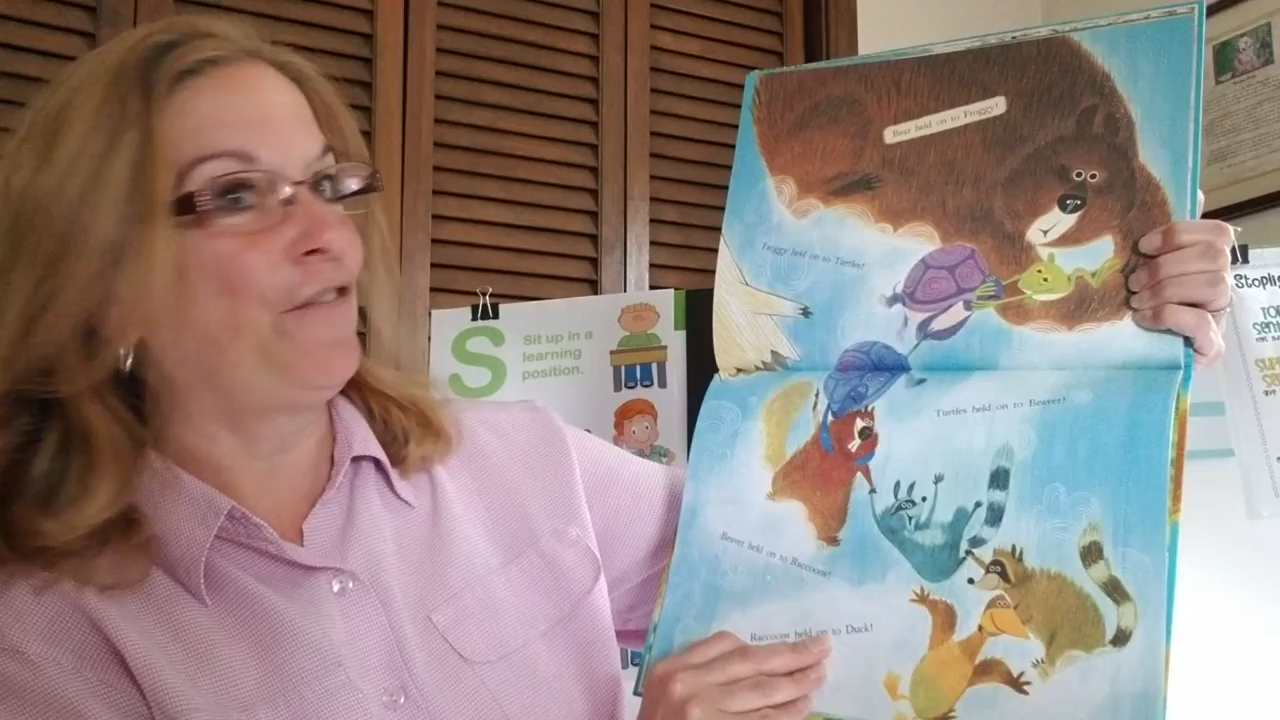 Bear held on to Froggy!
Froggy held on to Turtles!
Turtles held on to Beaver!
Beaver held on to Raccoons!
Raccoons held on to Duck!
S
Sit up in a
learning
position.